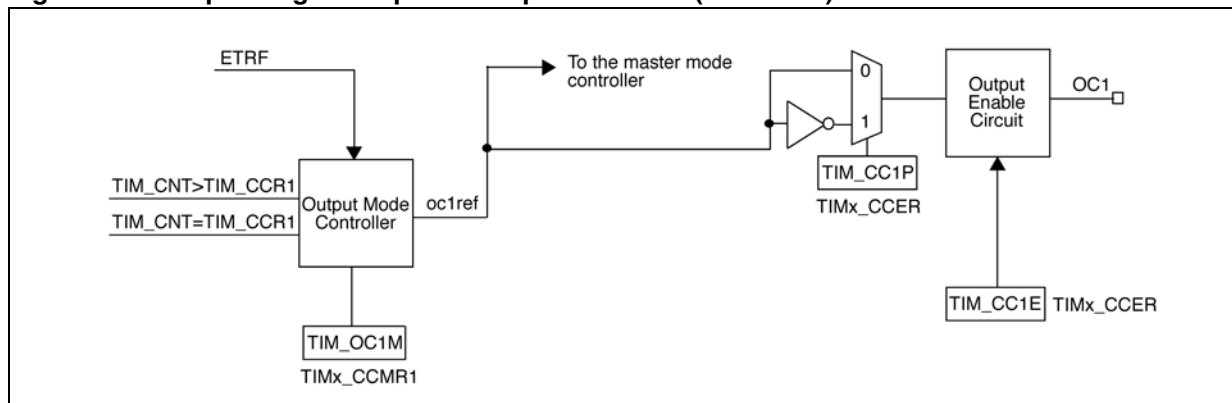 ETRF
To the master mode
controller
0
1
Output
Enable
Circuit
OC1
TIM_CNT>TIM_CCR1
TIM_CNT=TIM_CCR1
Output Mode
Controller
oc1ref
TIM_CC1P
TIMx_CCER
TIM_CC1E TIMx_CCER
TIM_OC1M
TIMx_CCMR1